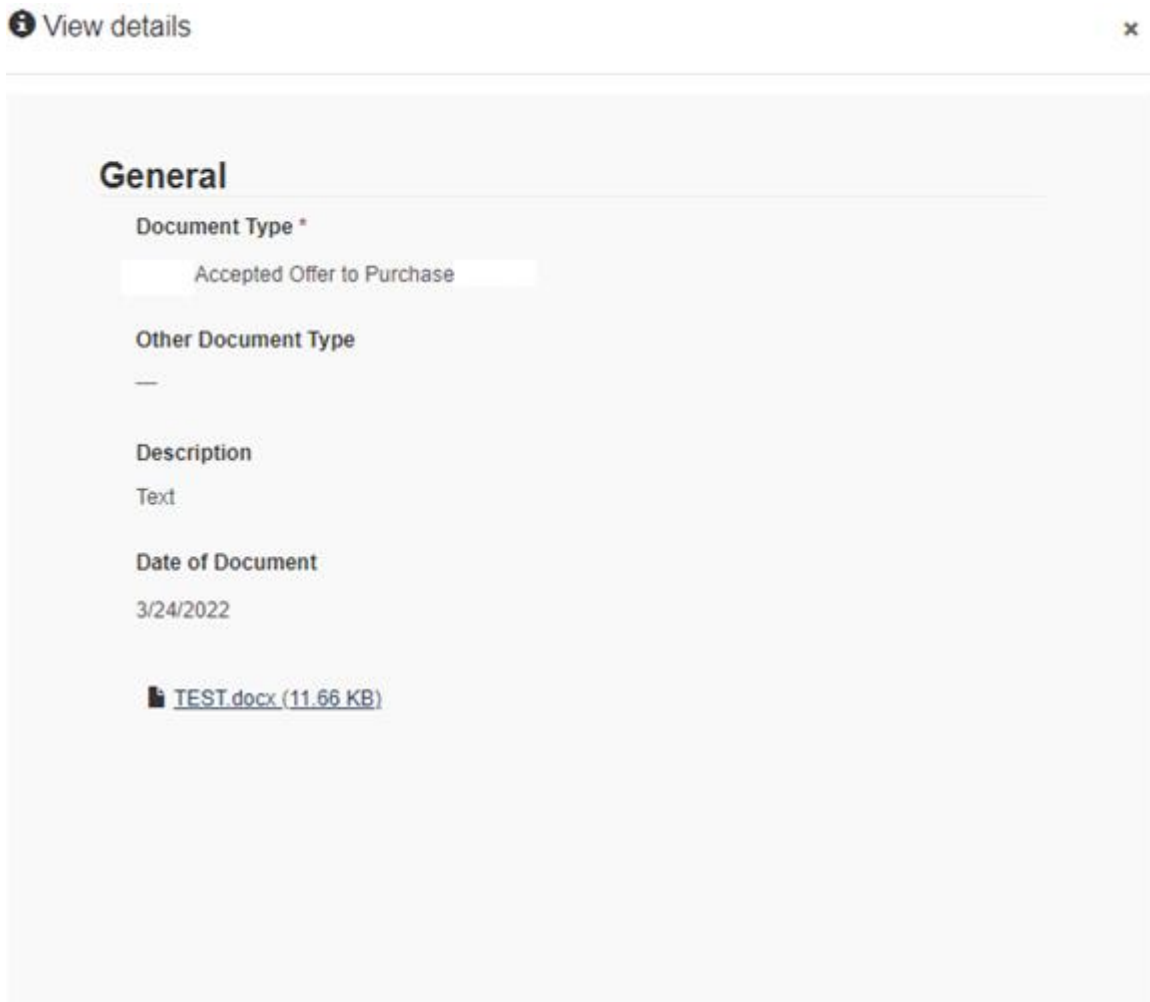 View details
General
Document Type *
Accepted Offer to Purchase
Other Document Type
—
Description
Text
Date of Document
3/24/2022
TEST.docx (11.66 KB)